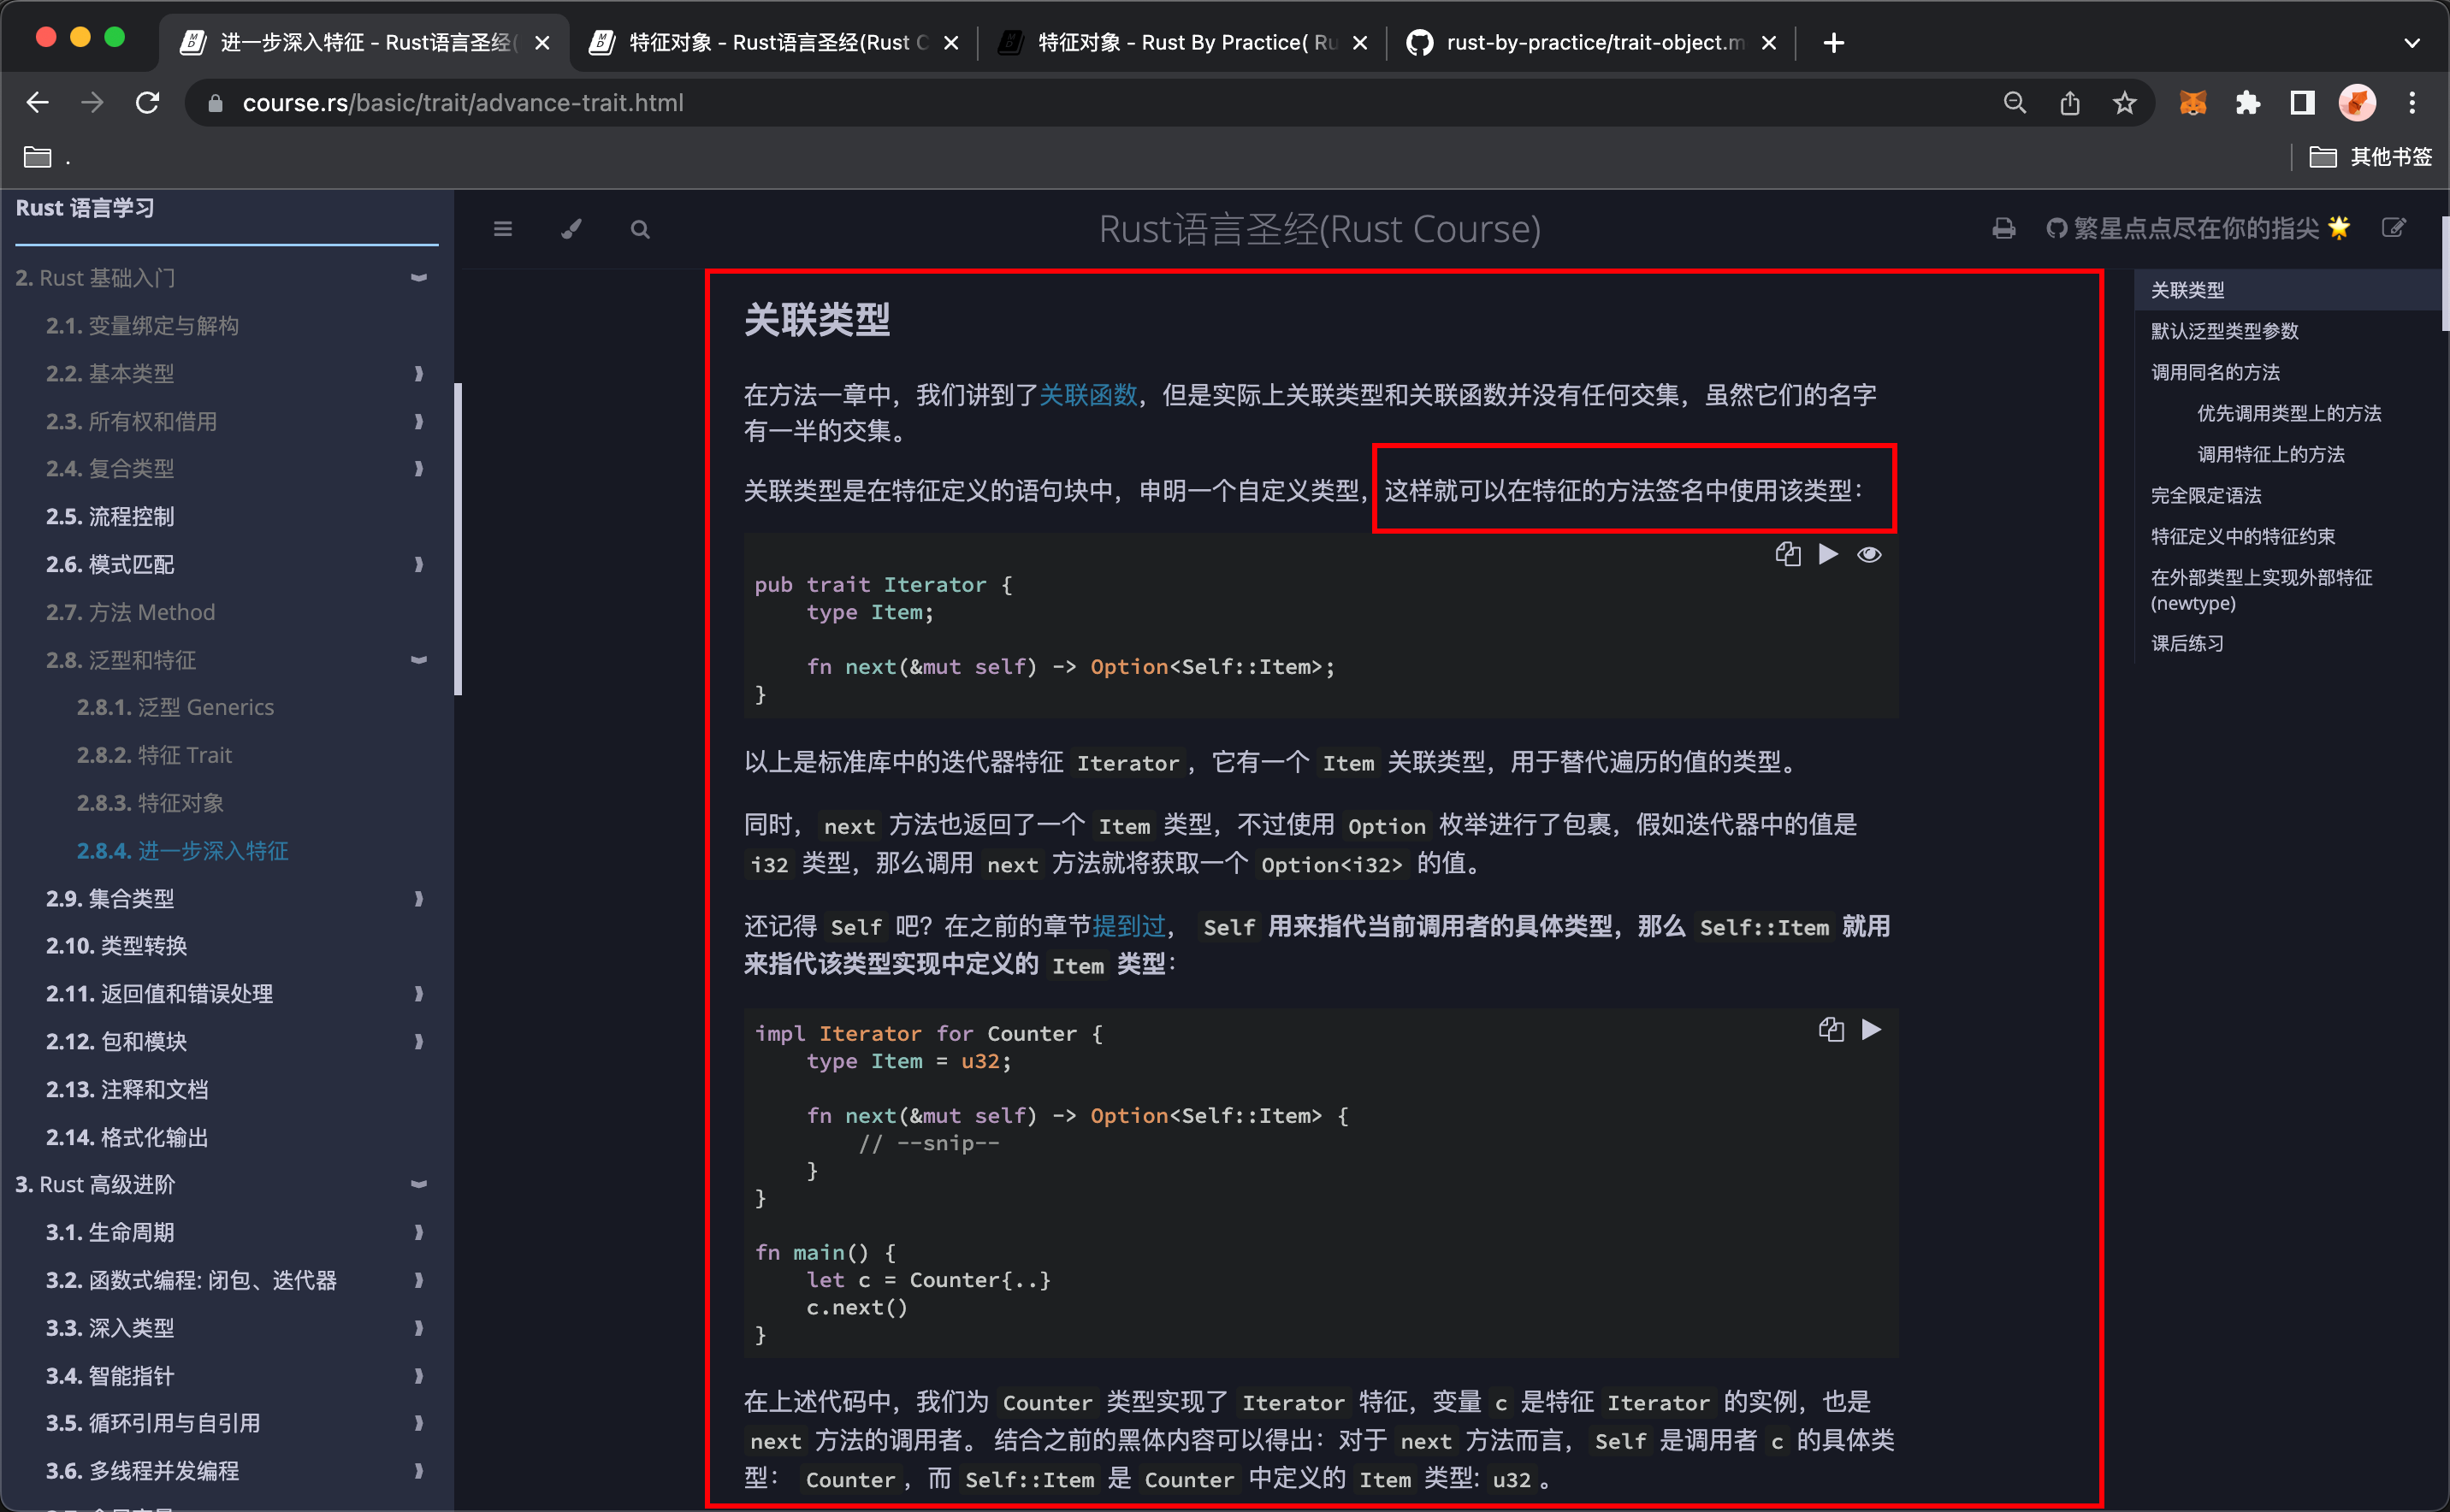 进一步深入特征 - Rust语言圣经(
特征对象 - Rust语言圣经(Rust C
特征对象 - Rust By Practice( Ru
rust-by-practice/trait-object.m
course.rs/basic/trait/advance-trait.html
.
其他书签
Rust 语言学习
2. Rust 基础入门
2.1. 变量绑定与解构
2.2. 基本类型
2.3. 所有权和借用
2.4. 复合类型
2.5. 流程控制
2.6. 模式匹配
2.7. 方法 Method
2.8. 泛型和特征
2.8.1. 泛型 Generics
2.8.2. 特征 Trait
2.8.3. 特征对象
2.8.4. 进一步深入特征
2.9. 集合类型
2.10. 类型转换
2.11. 返回值和错误处理
2.12. 包和模块
2.13. 注释和文档
2.14. 格式化输出
3. Rust 高级进阶
3.1. 生命周期
3.2. 函数式编程: 闭包、迭代器
3.3. 深入类型
3.4. 智能指针
3.5. 循环引用与自引用
3.6. 多线程并发编程
Rust语言圣经(Rust Course)
繁星点点尽在你的指尖 🌟
关联类型
在方法一章中，我们讲到了关联函数，但是实际上关联类型和关联函数并没有任何交集，虽然它们的名字
有一半的交集。
关联类型是在特征定义的语句块中，申明一个自定义类型，这样就可以在特征的方法签名中使用该类型：
pub trait Iterator {
    type Item;
    fn next(&mut self) -> Option<Self::Item>;
}
以上是标准库中的迭代器特征 Iterator，它有一个 Item 关联类型，用于替代遍历的值的类型。
同时，next 方法也返回了一个 Item 类型，不过使用 Option 枚举进行了包裹，假如迭代器中的值是
i32 类型，那么调用 next 方法就将获取一个 Option<i32> 的值。
还记得 Self 吧？在之前的章节提到过， Self 用来指代当前调用者的具体类型，那么 Self::Item 就用
来指代该类型实现中定义的 Item 类型：
impl Iterator for Counter {
    type Item = u32;
    fn next(&mut self) -> Option<Self::Item> {
        // --snip--
    }
}
fn main() {
    let c = Counter{..}
    c.next()
}
在上述代码中，我们为 Counter 类型实现了 Iterator 特征，变量 c 是特征 Iterator 的实例，也是
next 方法的调用者。 结合之前的黑体内容可以得出：对于 next 方法而言， Self 是调用者 c 的具体类
型： Counter，而 Self::Item 是 Counter 中定义的 Item 类型: u32。
关联类型
默认泛型类型参数
调用同名的方法
优先调用类型上的方法
调用特征上的方法
完全限定语法
特征定义中的特征约束
在外部类型上实现外部特征
(newtype)
课后练习